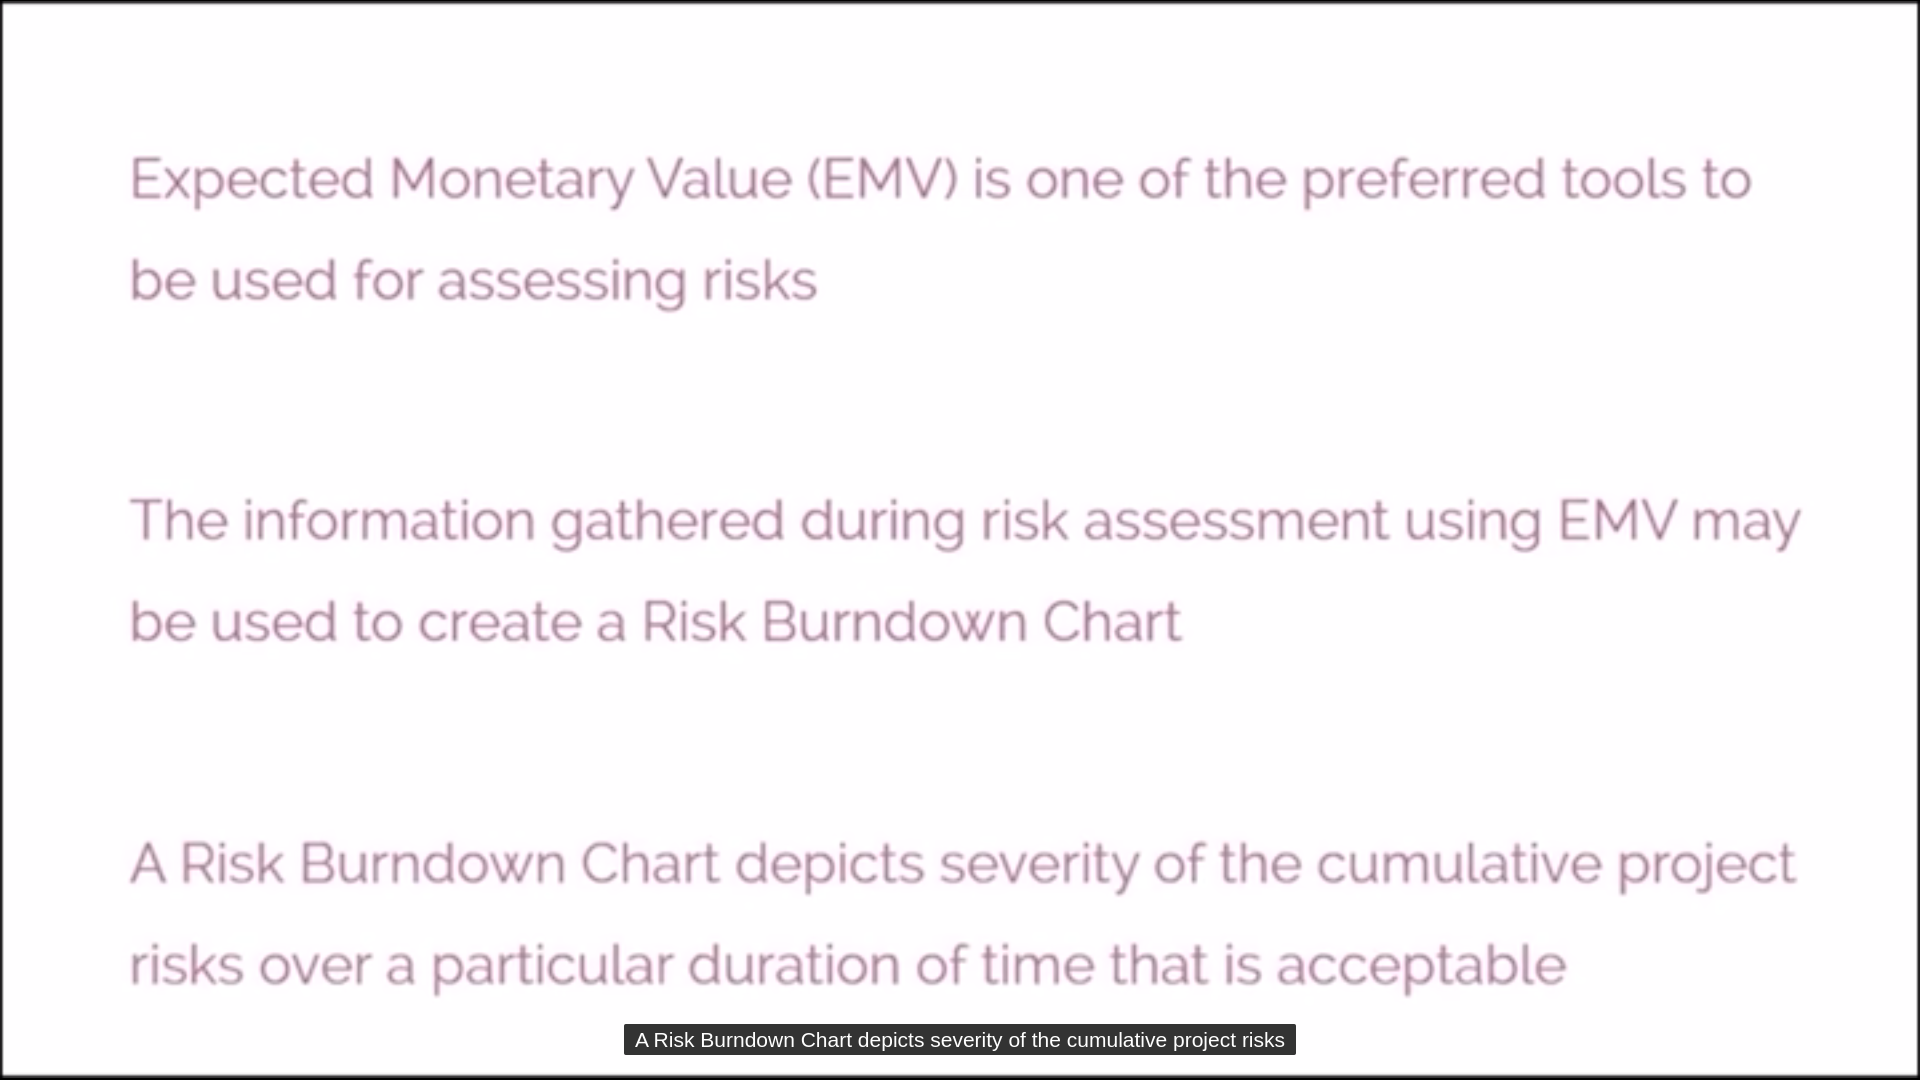 Expected Monetary Value (EMV) is one of the preferred tools to
be used for assessing risks
The information gathered during risk assessment using EMV may
be used to create a Risk Burndown Chart
A Risk Burndown Chart depicts severity of the cumulative project
risks over a particular duration of time that is acceptable
A Risk Burndown Chart depicts severity of the cumulative project risks